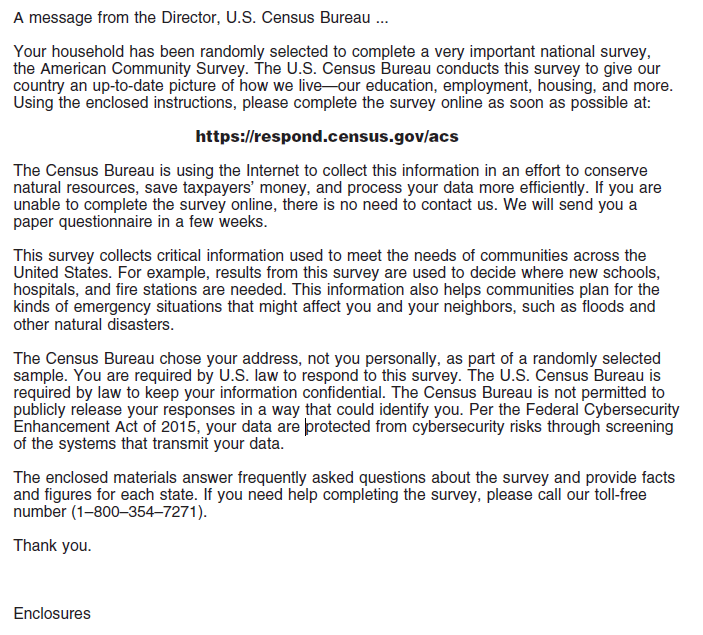 A message from the Director, U.S. Census Bureau ...
Your household has been randomly selected to complete a very important national survey,
the American Community Survey. The U.S. Census Bureau conducts this survey to give our
country an up-to-date picture of how we live—our education, employment, housing, and more.
Using the enclosed instructions, please complete the survey online as soon as possible at:
https://respond.census.gov/acs
The Census Bureau is using the Internet to collect this information in an effort to conserve
natural resources, save taxpayers’ money, and process your data more efficiently. If you are
unable to complete the survey online, there is no need to contact us. We will send you a
paper questionnaire in a few weeks.
This survey collects critical information used to meet the needs of communities across the
United States. For example, results from this survey are used to decide where new schools,
hospitals, and fire stations are needed. This information also helps communities plan for the
kinds of emergency situations that might affect you and your neighbors, such as floods and
other natural disasters.
The Census Bureau chose your address, not you personally, as part of a randomly selected
sample. You are required by U.S. law to respond to this survey. The U.S. Census Bureau is
required by law to keep your information confidential. The Census Bureau is not permitted to
publicly release your responses in a way that could identify you. Per the Federal Cybersecurity
Enhancement Act of 2015, your data are protected from cybersecurity risks through screening
of the systems that transmit your data.
The enclosed materials answer frequently asked questions about the survey and provide facts
and figures for each state. If you need help completing the survey, please call our toll-free
number (1–800–354–7271).
Thank you.
Enclosures